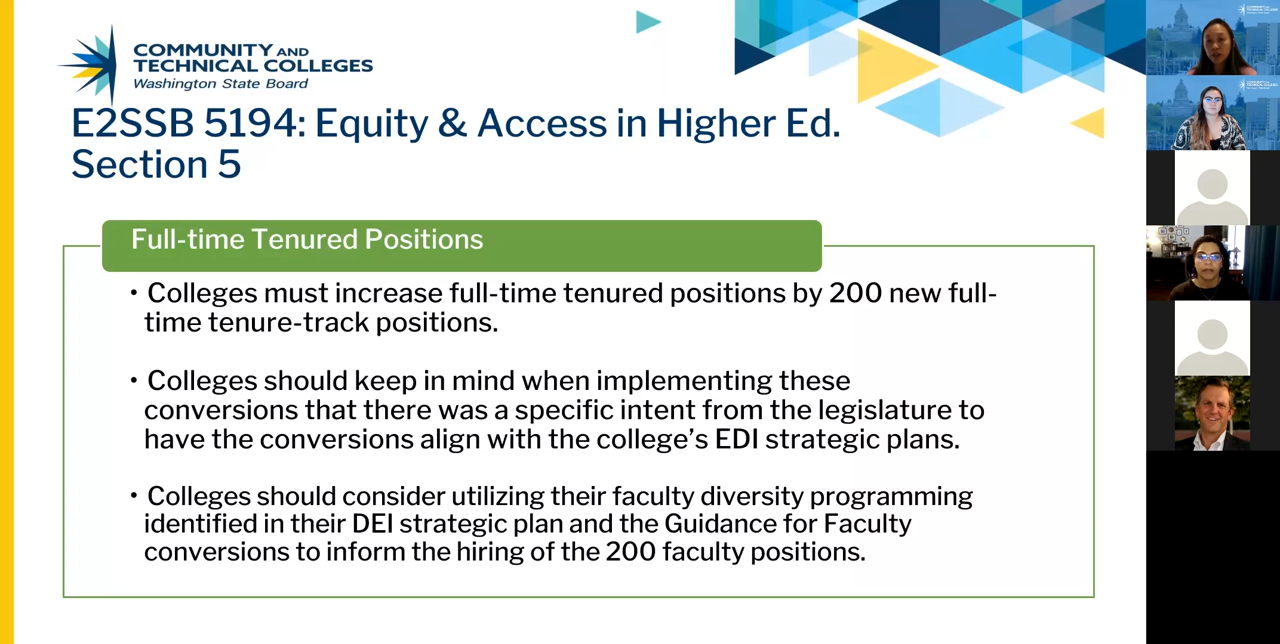 COMMUNITY AND
TECHNICAL COLLEGES
Washington State Board
E2SSB 5194: Equity & Access in Higher Ed.
Section 5
Full-time Tenured Positions
• Colleges must increase full-time tenured positions by 200 new full-
time tenure-track positions.
• Colleges should keep in mind when implementing these
conversions that there was a specific intent from the legislature to
have the conversions align with the college’s EDI strategic plans.
• Colleges should consider utilizing their faculty diversity programming
identified in their DEI strategic plan and the Guidance for Faculty
conversions to inform the hiring of the 200 faculty positions.